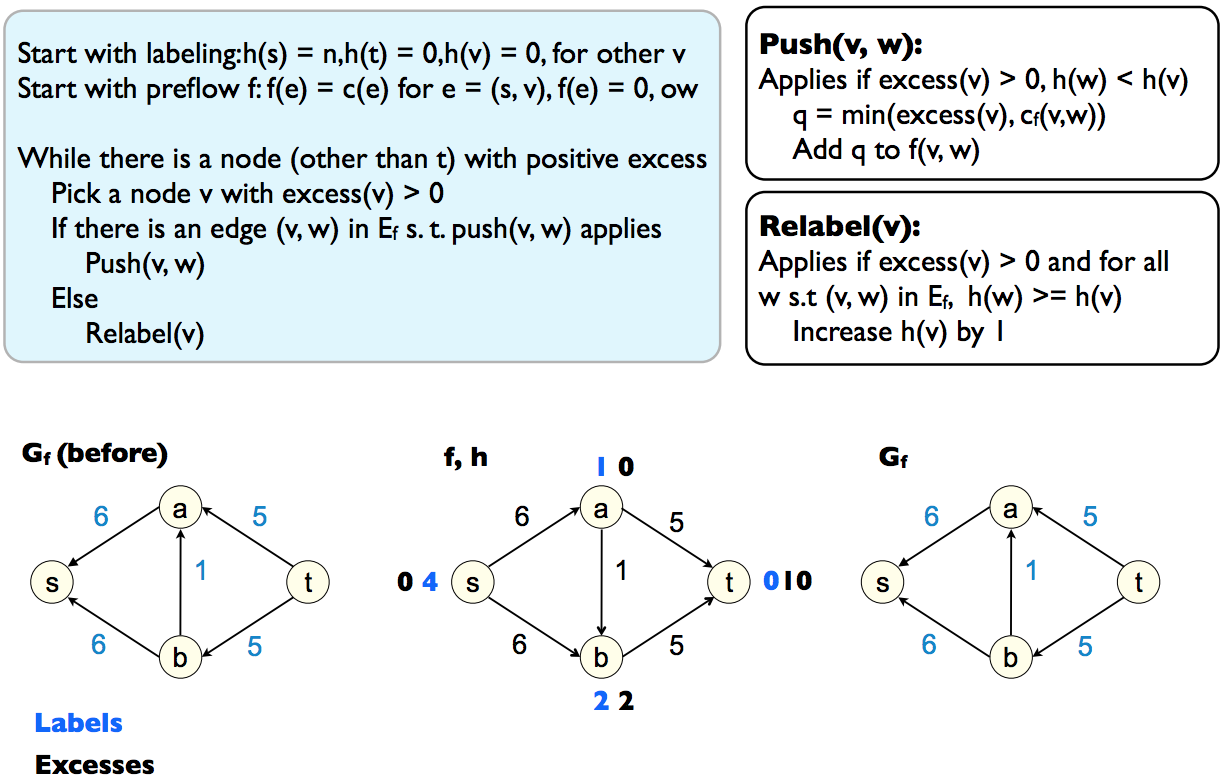 Start with labeling:h(s) = n,h(t) = 0,h(v) = 0, for other v
Start with preflow f: f(e) = c(e) for e = (s, v), f(e) = 0, ow
While there is a node (other than t) with positive excess
Pick a node v with excess(v) > 0
If there is an edge (v, w) in Ef s. t. push(v, w) applies
Push(v, w)
Else
Relabel(v)
Push(v, w):
Applies if excess(v) > 0, h(w) < h(v)
q = min(excess(v), cf(v,w))
Add q to f(v, w)
Relabel(v):
Applies if excess(v) > 0 and for all
w s.t (v, w) in Ef, h(w) >= h(v)
Increase h(v) by 1
Gf (before)
6
a
5
s
1
t
6
b
5
f, h
1 0
6
a
5
0 4
s
1
t
010
6
b
5
2 2
Gf
6
a
5
s
1
t
6
b
5
Labels
Excesses